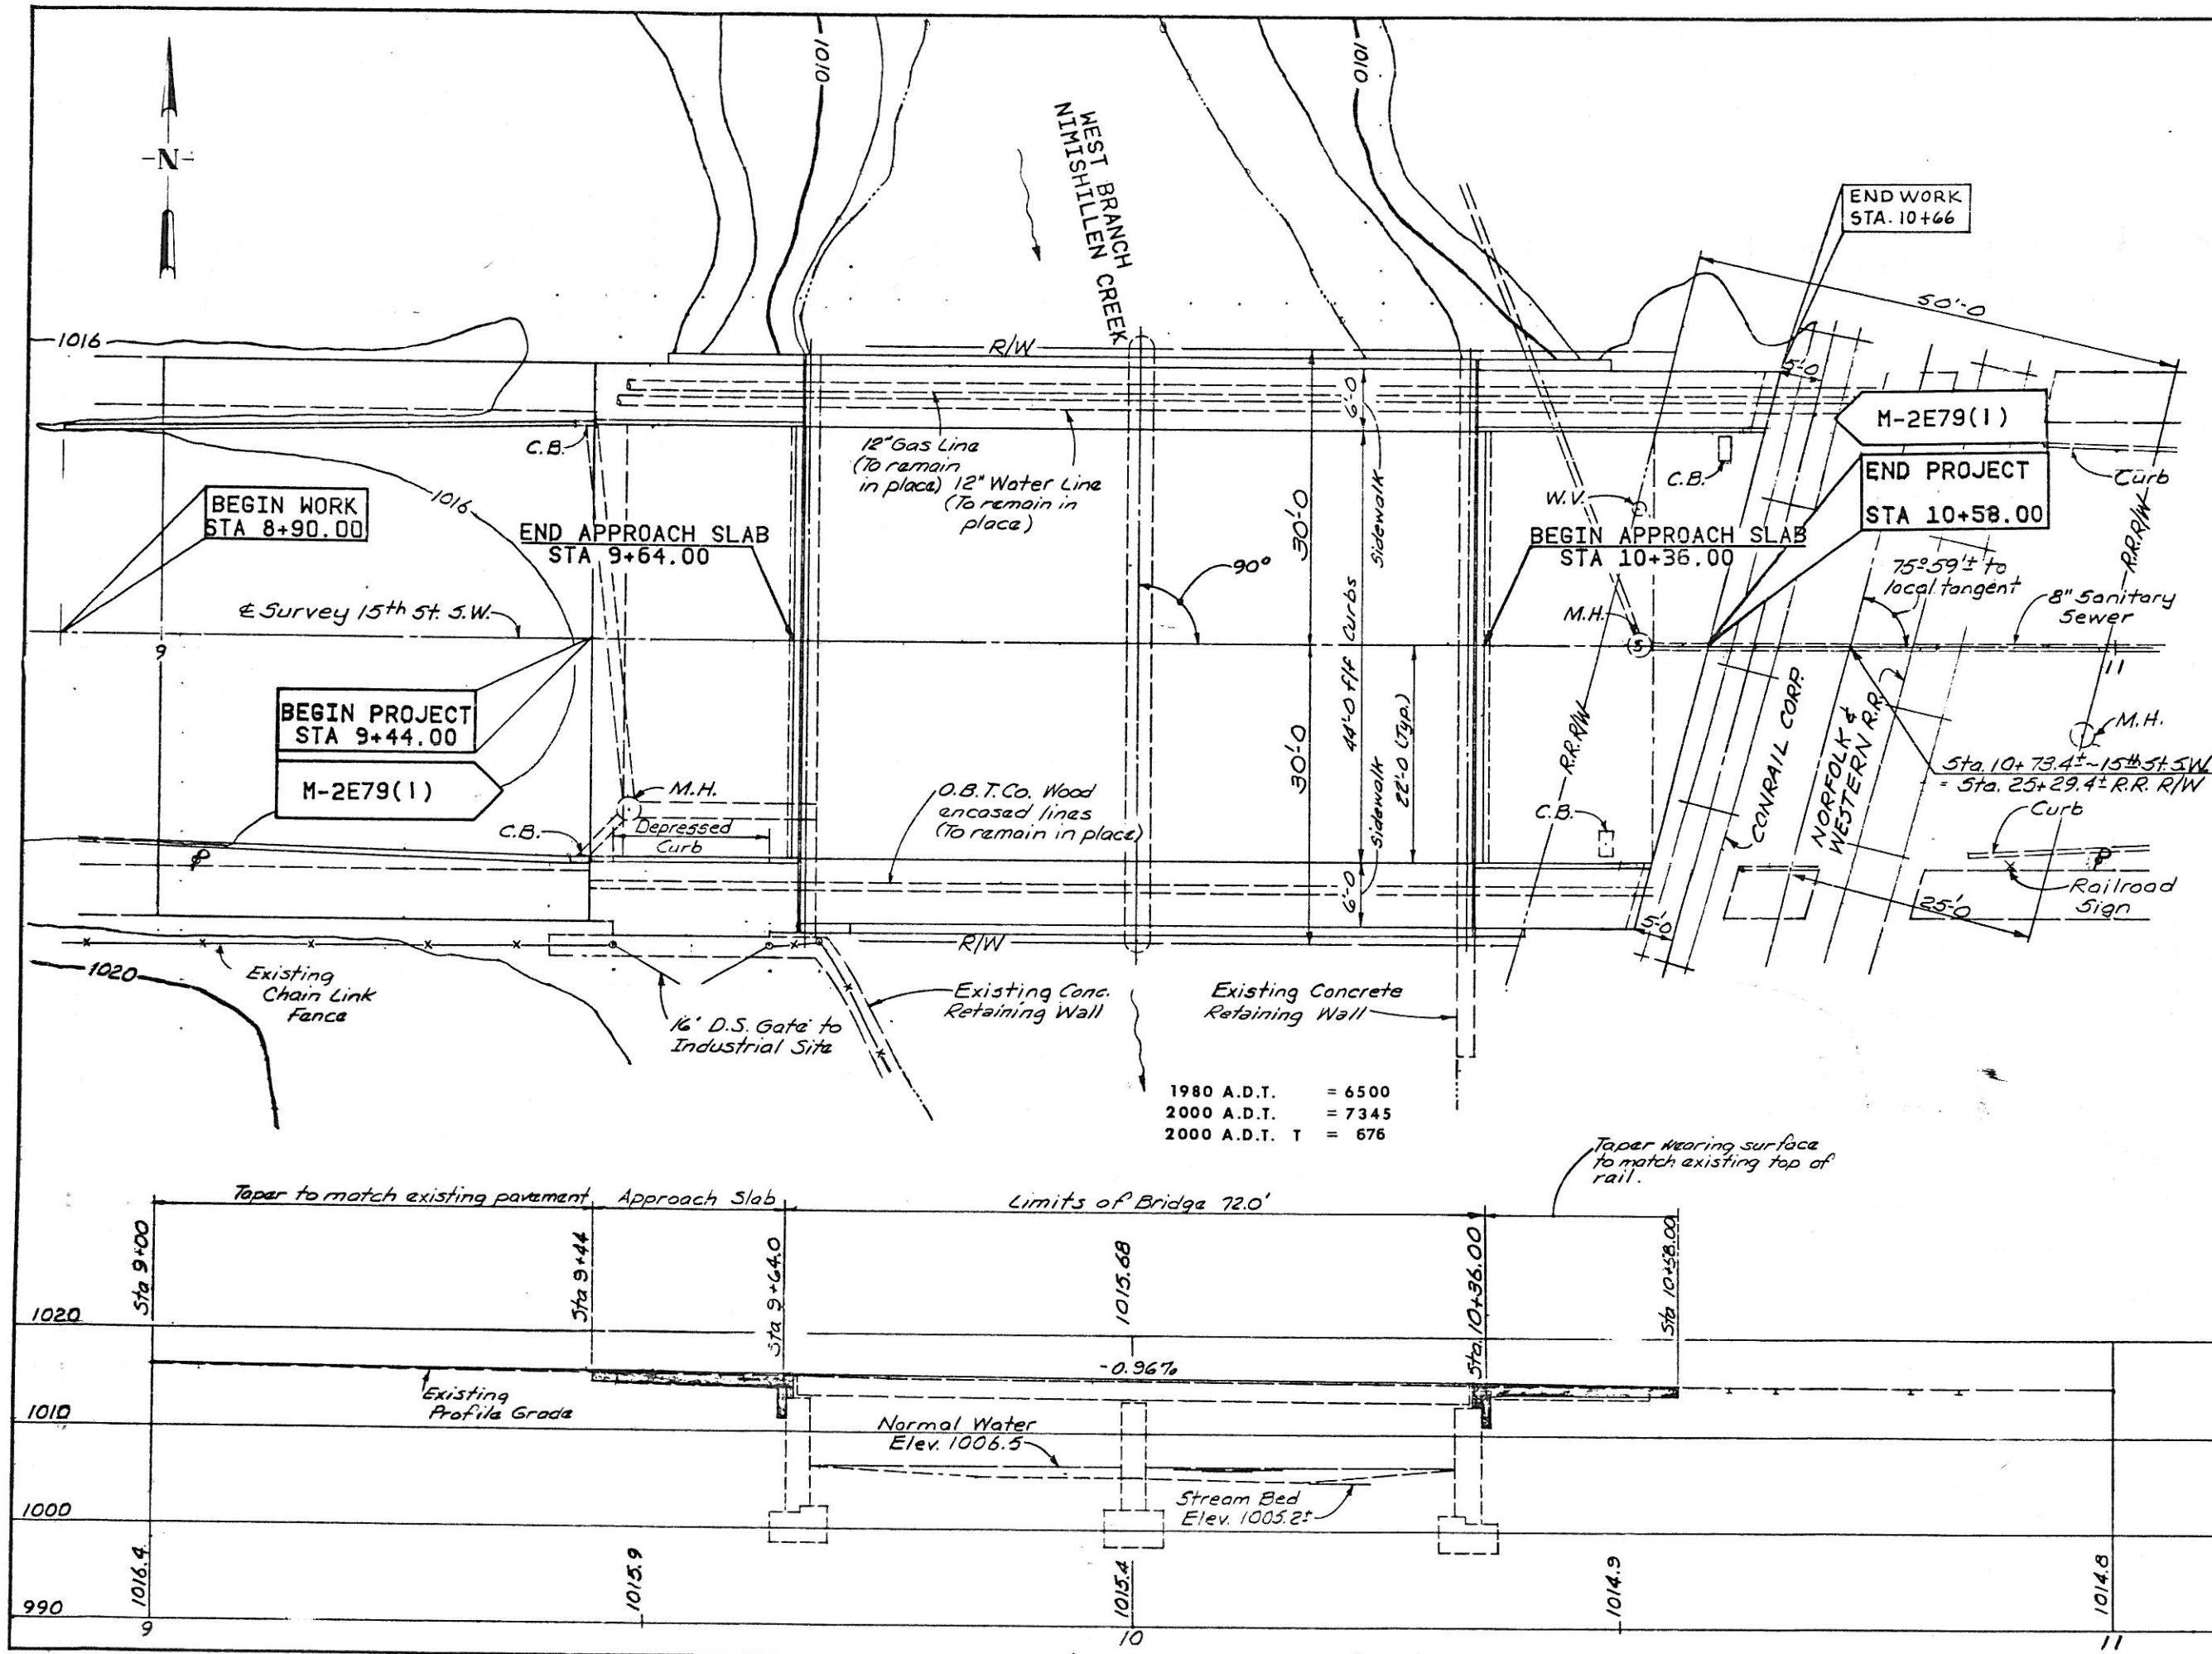 1010
1010
-N-
WEST BRANCH
NIMISHILLEN CREEK
END WORK
STA. 10+66
50'-0
1016
R/W
5'-0
6'-0
M-2E79(1)
C.B.
12" Gas Line
(To remain
in place)
12" Water Line
(To remain in
place)
Sidewalk
C.B.
Curb
END PROJECT
STA 10+58.00
1016
BEGIN WORK
STA 8+90.00
W.V.
30'-0
R.R.R/W
END APPROACH SLAB
STA 9+64.00
BEGIN APPROACH SLAB
STA 10+36.00
90°
75°59'± to
local tangent
8" Sanitary
Sewer
₵ Survey 15th St. S.W.
M.H.
S
9
11
BEGIN PROJECT
STA 9+44.00
44'-0 f/f Curbs
22'-0 (Typ.)
30'-0
R.R.R/W
CONRAIL CORP.
NORFOLK &
WESTERN R.R.
M.H.
Sta. 10+73.4± ~ 15th St. S.W.
= Sta. 25+29.4± R.R. R/W
M-2E79(1)
M.H.
O.B.T.Co. Wood
encased lines
(To remain in place)
C.B.
Depressed
Curb
Sidewalk
C.B.
Curb
6'-0
Railroad
Sign
25'-0
5'-0
R/W
1020
Existing
Chain Link
Fence
16' D.S. Gate to
Industrial Site
Existing Conc.
Retaining Wall
Existing Concrete
Retaining Wall
1980 A.D.T. = 6500
2000 A.D.T. = 7345
2000 A.D.T. T = 676
Taper wearing surface
to match existing top of
rail.
Taper to match existing pavement
Approach Slab
Limits of Bridge 72.0'
Sta 9+00
Sta 9+44
Sta 9+64.0
1015.68
Sta. 10+36.00
Sta 10+58.00
1020
-0.96%
Existing
Profile Grade
1010
Normal Water
Elev. 1006.5
1000
Stream Bed
Elev. 1005.2±
1016.4
1015.9
1015.4
1014.9
1014.8
990
9
10
11